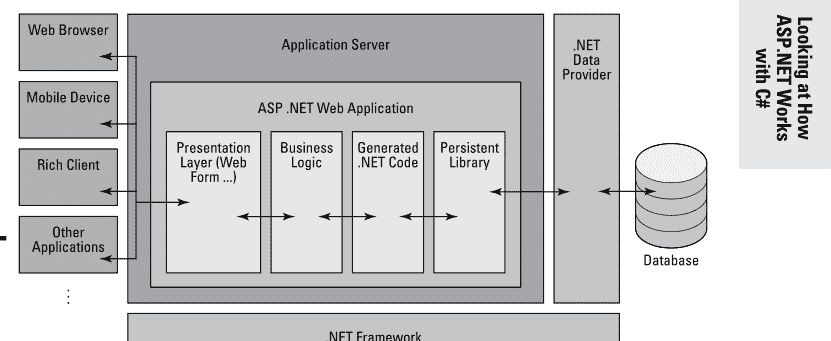 Web Browser
Mobile Device
Rich Client
Other
Applications
Application Server
ASP .NET Web Application
Presentation
Layer (Web
Form ...)
Business
Logic
Generated
.NET Code
Persistent
Library
.NET
Data
Provider
Database
.NET Framework
Looking at How
ASP.NET Works
with C#